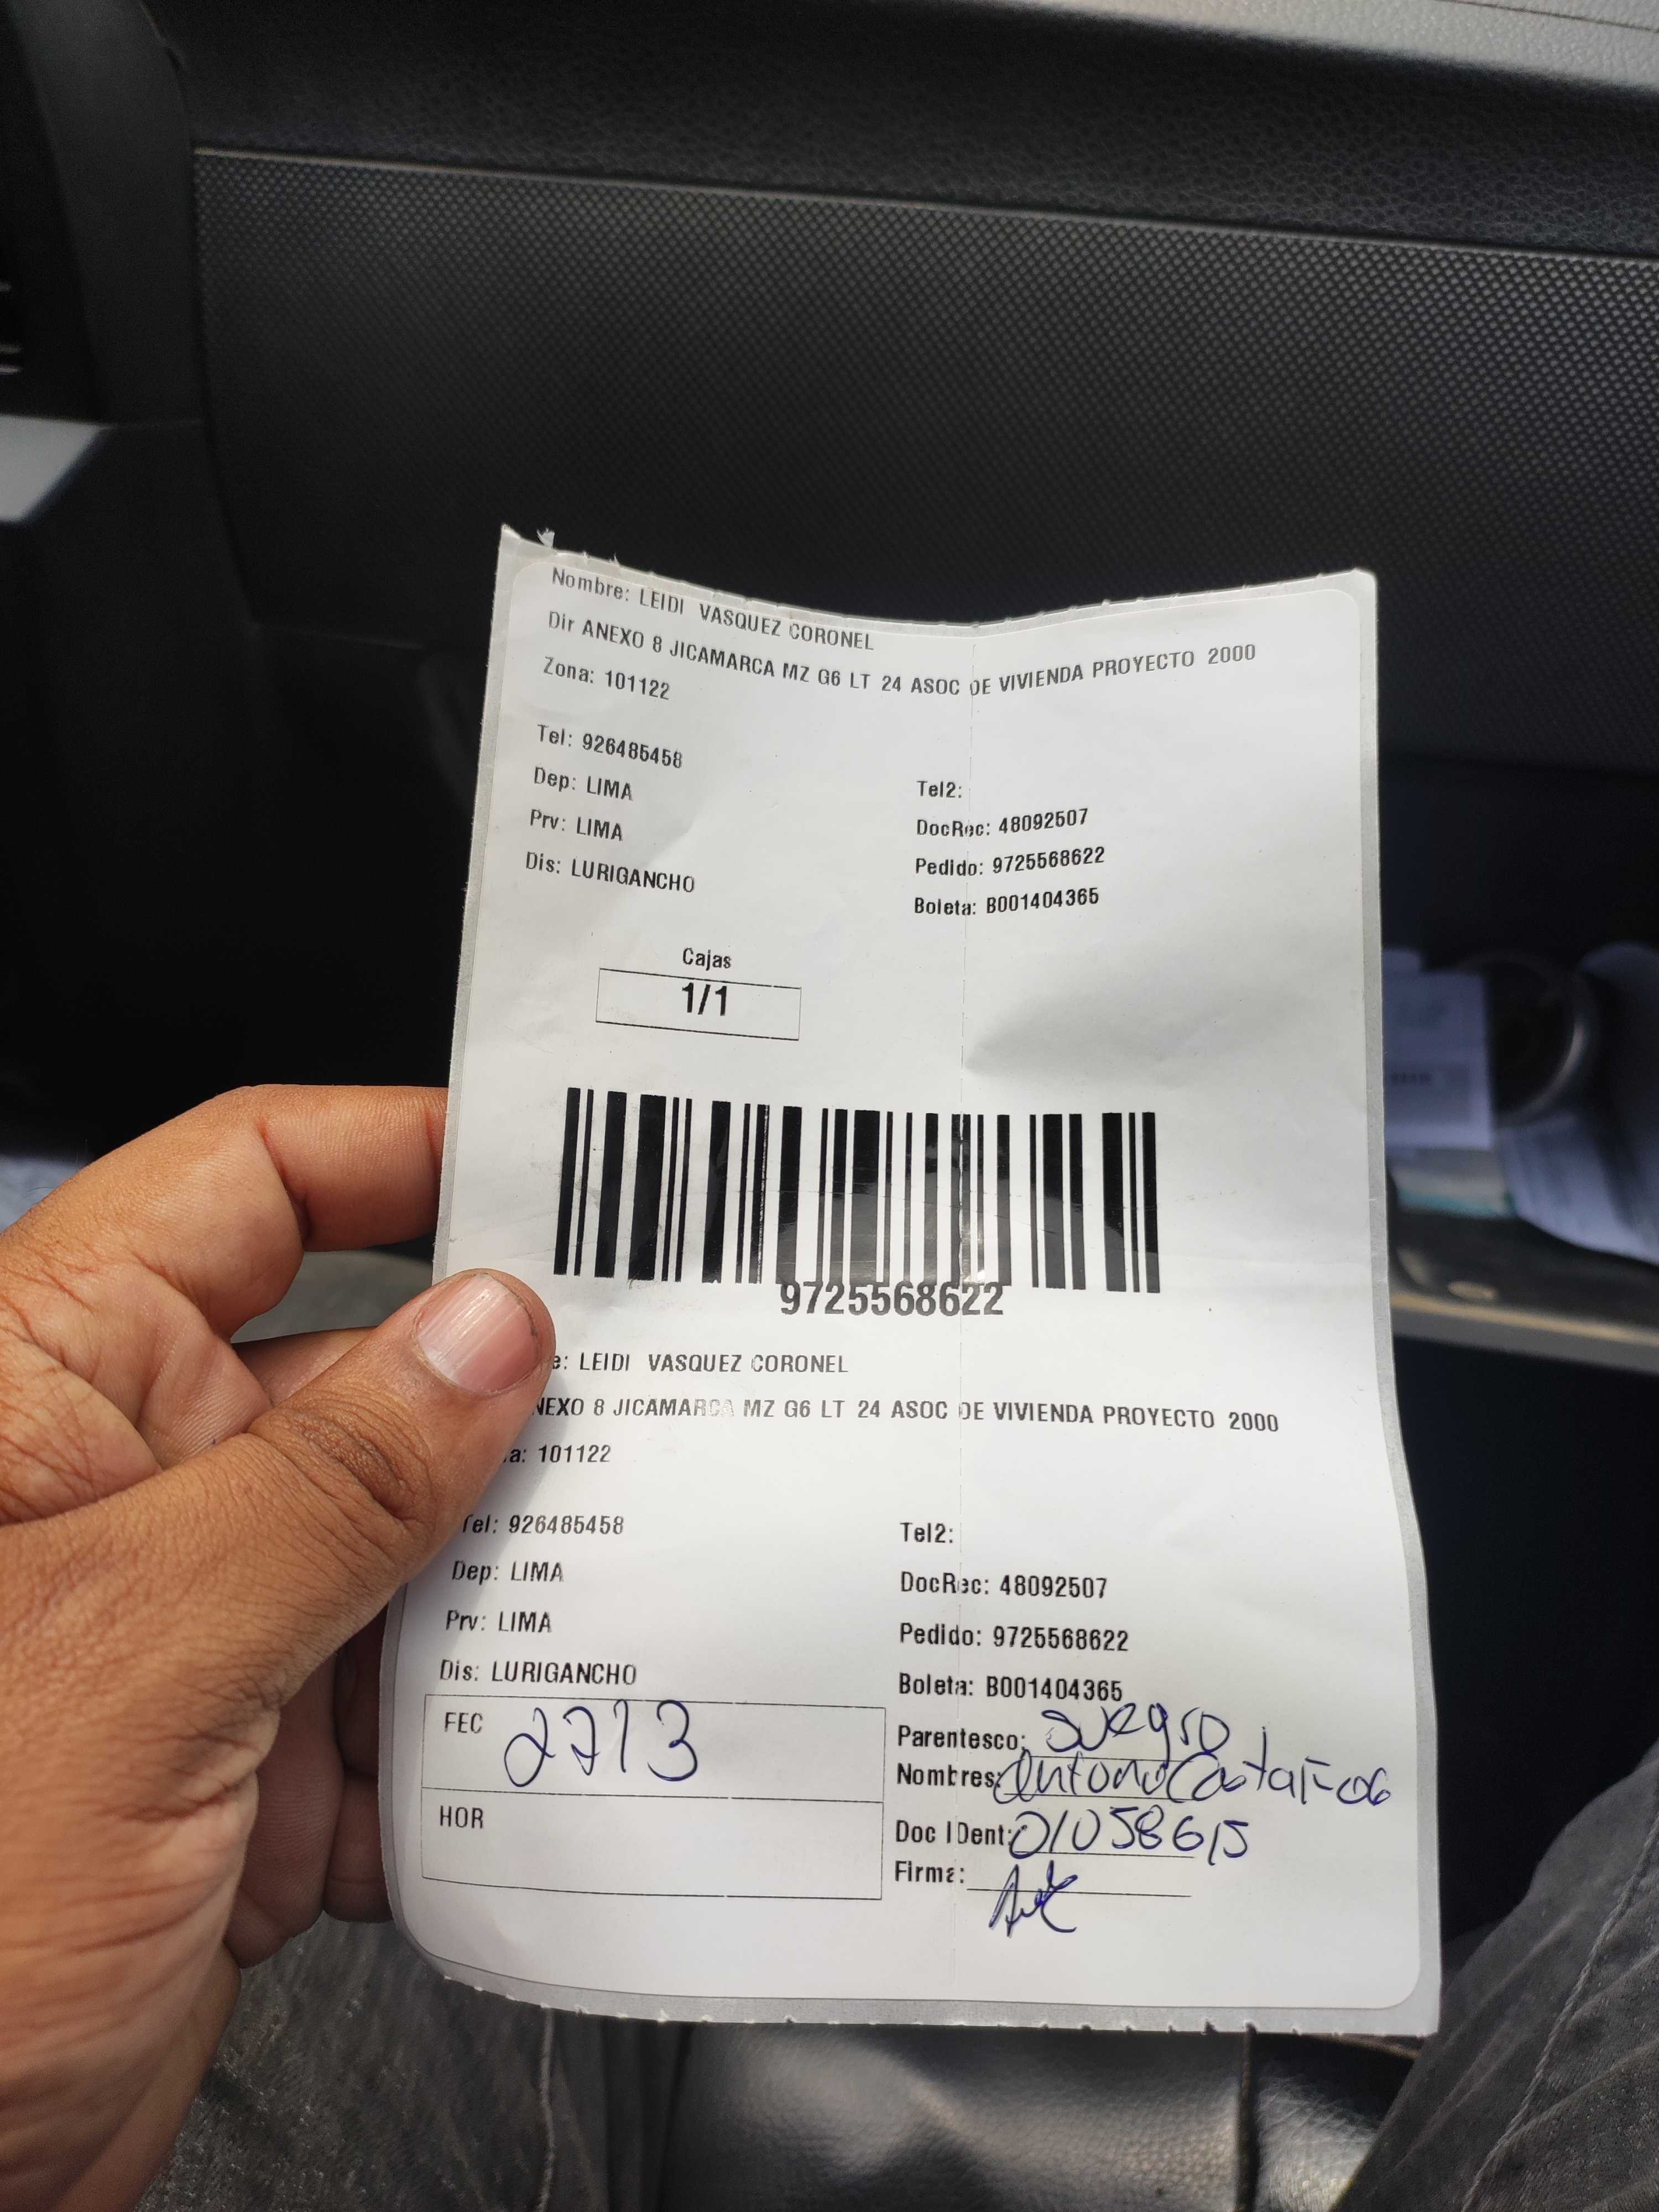 Nombre: LEIDI VASQUEZ CORONEL
Dir ANEXO 8 JICAMARCA MZ G6 LT 24 ASOC DE VIVIENDA PROYECTO 2000
Zona: 101122
Tel: 926485458
Tel2:
Dep: LIMA
DocRec: 48092507
Prv: LIMA
Pedido: 9725568622
Dis: LURIGANCHO
Boleta: B001404365
Cajas
1/1
9725568622
e: LEIDI VASQUEZ CORONEL
NEXO 8 JICAMARCA MZ G6 LT 24 ASOC DE VIVIENDA PROYECTO 2000
a: 101122
Tel: 926485458
Tel2:
Dep: LIMA
DocRec: 48092507
Prv: LIMA
Pedido: 9725568622
Dis: LURIGANCHO
Boleta: B001404365
FEC 27/3
Parentesco: suegro
Nombres: Antonio
HOR
Doc IDent: 01058615
Firma: